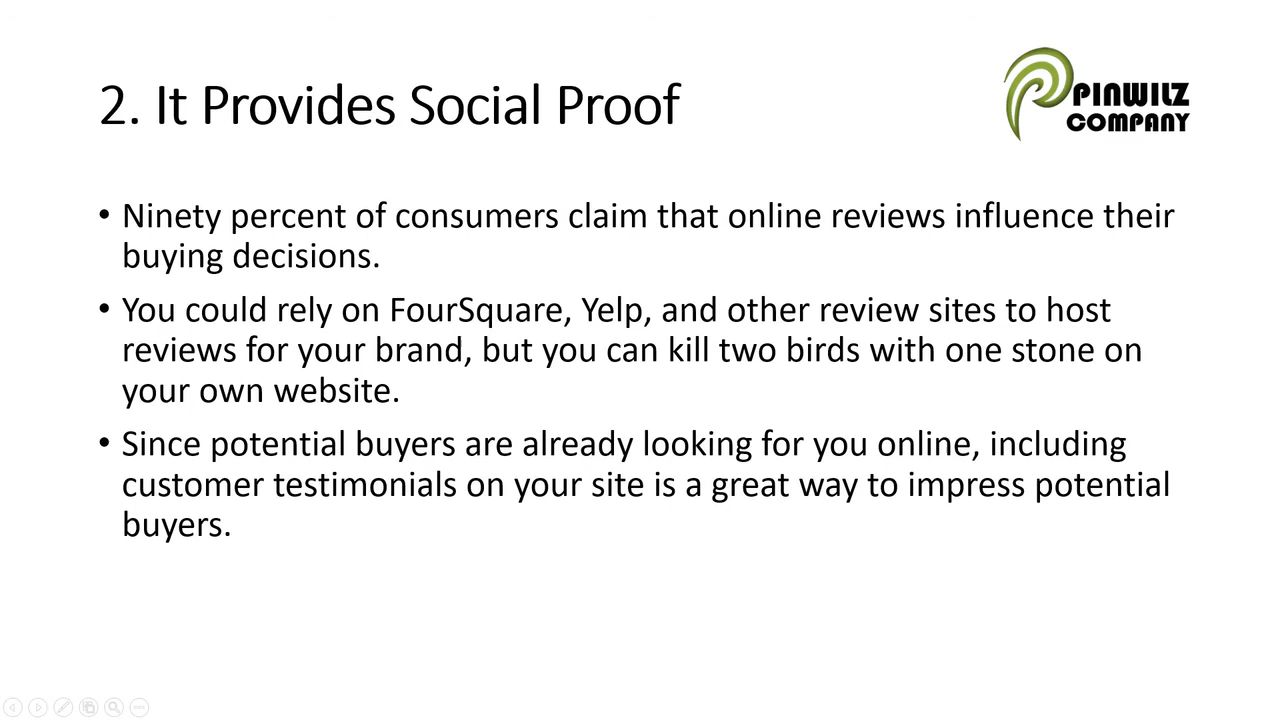 2. It Provides Social Proof
PINWILZ
COMPANY
• Ninety percent of consumers claim that online reviews influence their
buying decisions.
• You could rely on FourSquare, Yelp, and other review sites to host
reviews for your brand, but you can kill two birds with one stone on
your own website.
• Since potential buyers are already looking for you online, including
customer testimonials on your site is a great way to impress potential
buyers.